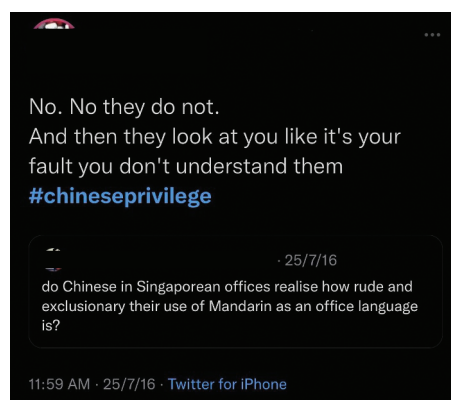 No. No they do not.
And then they look at you like it's your
fault you don't understand them
#chineseprivilege
· 25/7/16
do Chinese in Singaporean offices realise how rude and
exclusionary their use of Mandarin as an office language
is?
11:59 AM · 25/7/16 · Twitter for iPhone